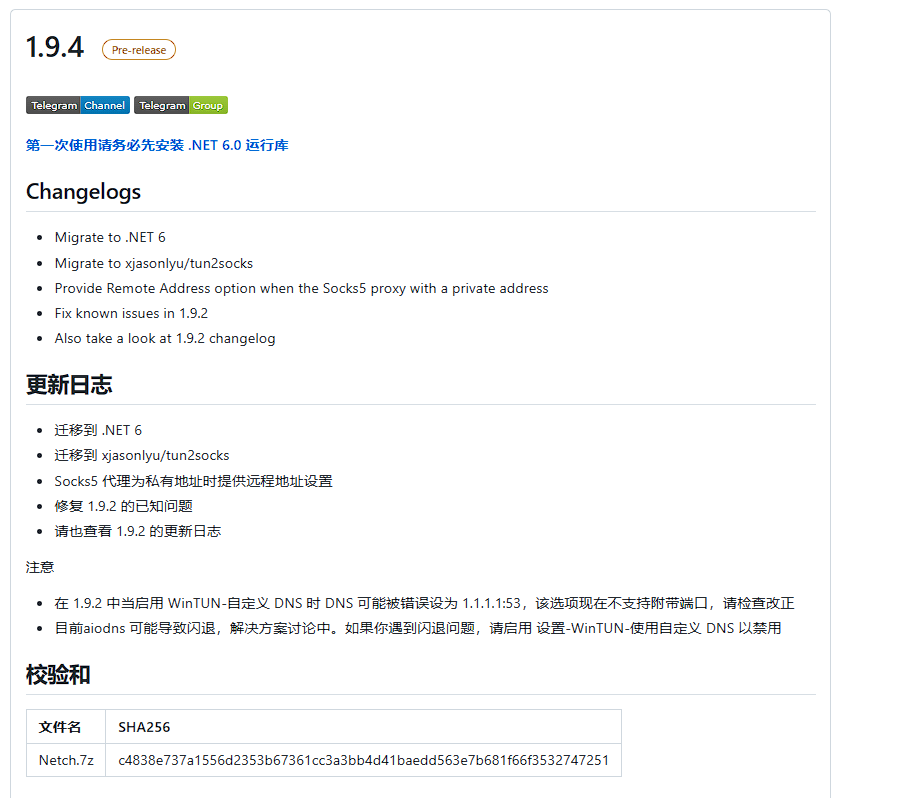 1.9.4 Pre-release
Telegram Channel Telegram Group
第一次使用请务必先安装 .NET 6.0 运行库
Changelogs
Migrate to .NET 6
Migrate to xjasonlyu/tun2socks
Provide Remote Address option when the Socks5 proxy with a private address
Fix known issues in 1.9.2
Also take a look at 1.9.2 changelog
更新日志
迁移到 .NET 6
迁移到 xjasonlyu/tun2socks
Socks5 代理为私有地址时提供远程地址设置
修复 1.9.2 的已知问题
请也查看 1.9.2 的更新日志
注意
在 1.9.2 中当启用 WinTUN-自定义 DNS 时 DNS 可能被错误设为 1.1.1.1:53，该选项现在不支持附带端口，请检查改正
目前aiodns 可能导致闪退，解决方案讨论中。如果你遇到闪退问题，请启用 设置-WinTUN-使用自定义 DNS 以禁用
校验和
文件名 SHA256
Netch.7z c4838e737a1556d2353b67361cc3a3bb4d41baedd563e7b681f66f3532747251